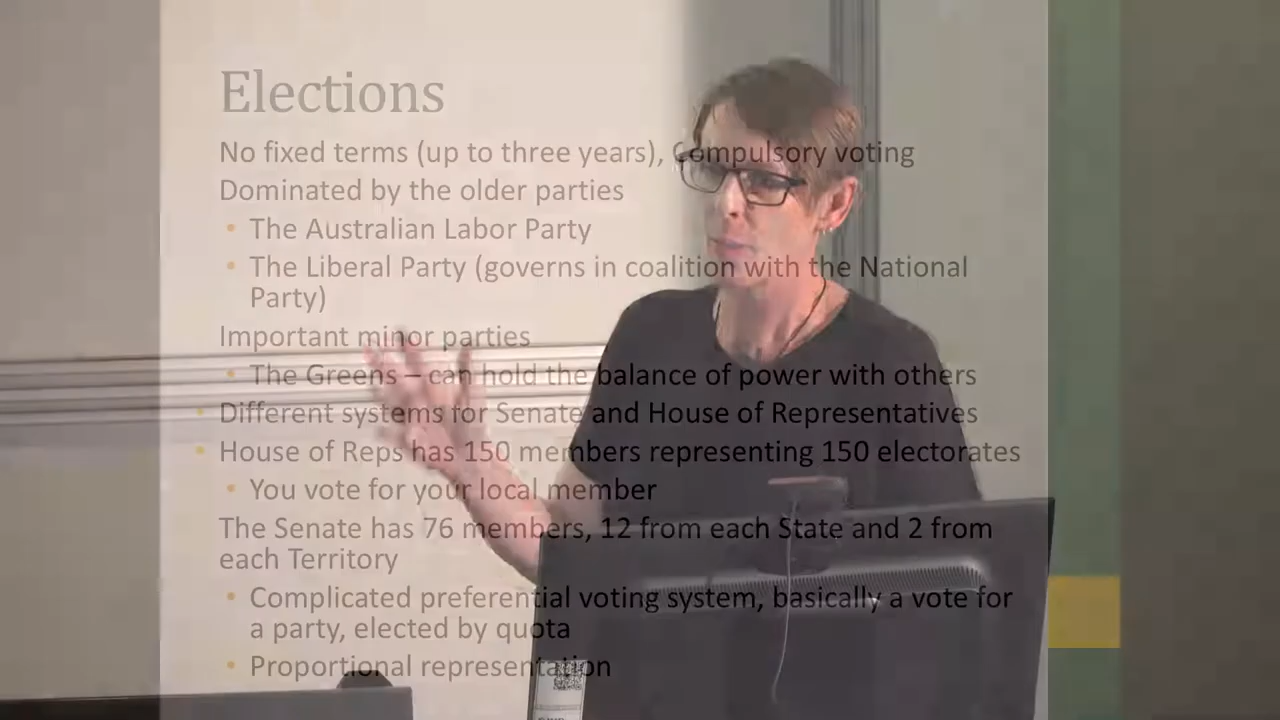 Elections
No fixed terms (up to three years), Compulsory voting
Dominated by the older parties
• The Australian Labor Party
• The Liberal Party (governs in coalition with the National
Party)
Important minor parties
• The Greens – can hold the balance of power with others
• Different systems for Senate and House of Representatives
• House of Reps has 150 members representing 150 electorates
• You vote for your local member
The Senate has 76 members, 12 from each State and 2 from
each Territory
• Complicated preferential voting system, basically a vote for
a party, elected by quota
• Proportional representation